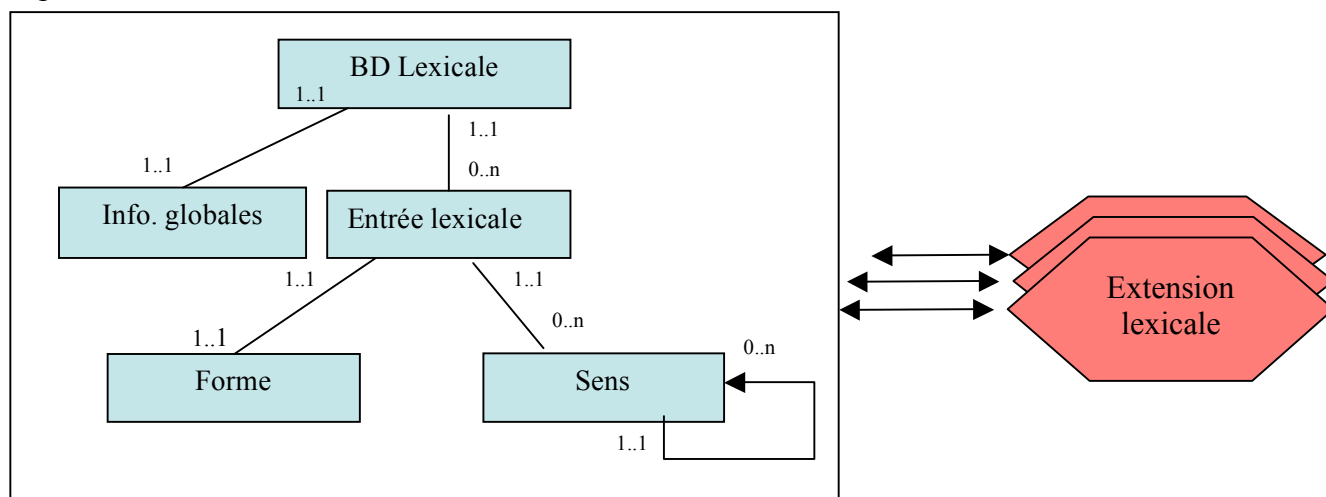 BD Lexicale
1..1
1..1
1..1
0..n
Info. globales
Entrée lexicale
1..1
1..1
0..n
1..1
0..n
Forme
Sens
1..1
Extension
lexicale